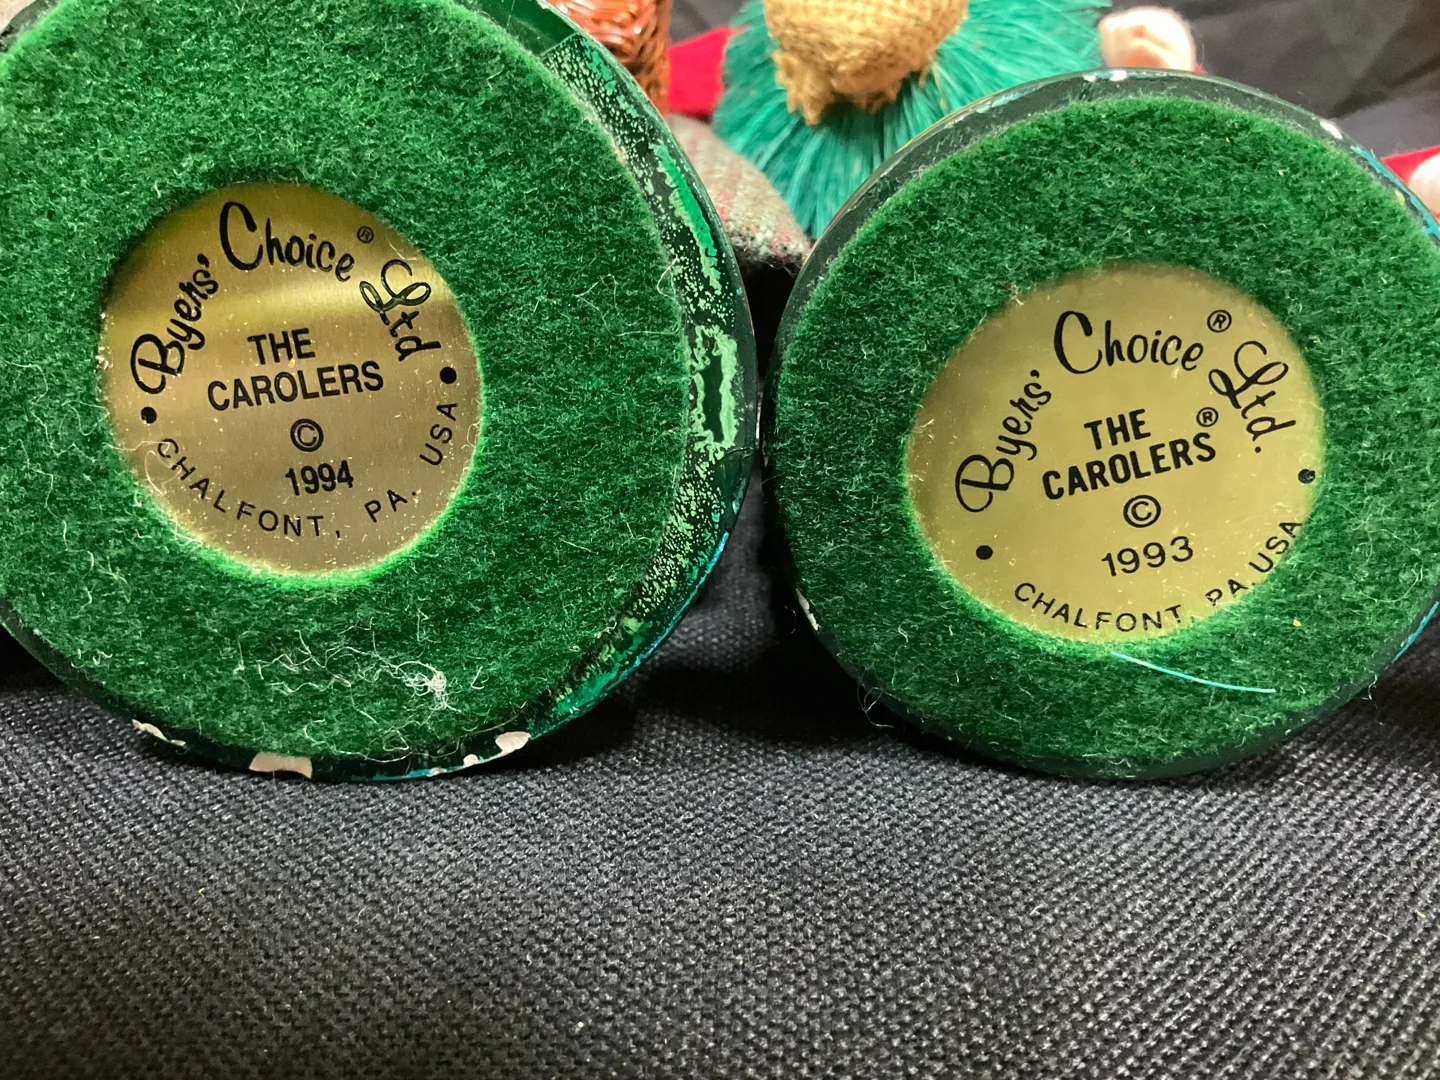 Byers' Choice® Ltd
THE
CAROLERS
©
1994
CHALFONT, PA. USA
Byers' Choice® Ltd.
THE
CAROLERS®
©
1993
CHALFONT, PA. USA